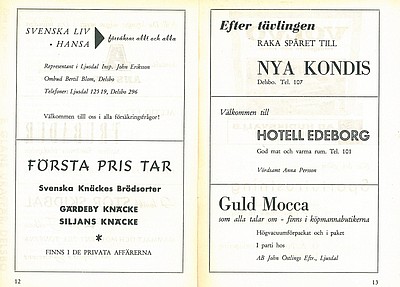 SVENSKA LIV
- HANSA
försäkras allt och alla
Representant i Ljusdal Insp. John Eriksson
Ombud Bertil Blom, Delsbo
Telefoner: Ljusdal 125 19, Delsbo 296
Välkommen till oss i alla försäkringsfrågor!
FÖRSTA PRIS TAR
Svenska Knäckes Brödsorter
GÄRDEBY KNÄCKE
SILJANS KNÄCKE
*
FINNS I DE PRIVATA AFFÄRERNA
12
Efter tävlingen
RAKA SPÅRET TILL
NYA KONDIS
Delsbo. Tel. 107
Välkommen till
HOTELL EDEBORG
God mat och varma rum. Tel. 101
Vördsamt Anna Persson
Guld Mocca
som alla talar om - finns i köpmannabutikerna
Högvacuumförpackat och i paket
I parti hos
AB John Östlings Eftr., Ljusdal
13